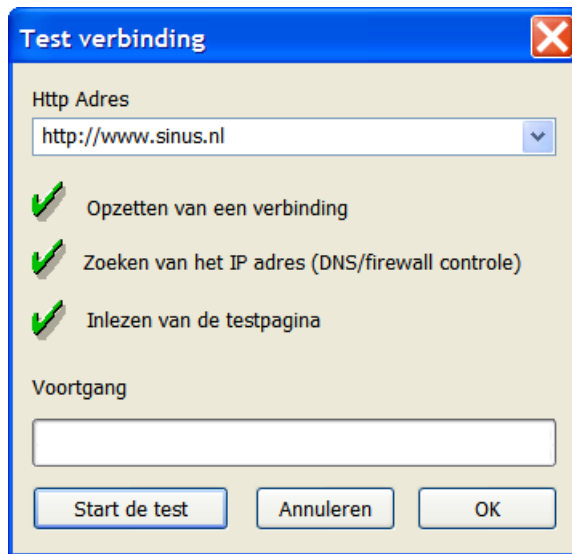 Test verbinding
Http Adres
http://www.sinus.nl
Opzetten van een verbinding
Zoeken van het IP adres (DNS/firewall controle)
Inlezen van de testpagina
Voortgang
Start de test
Annuleren
OK